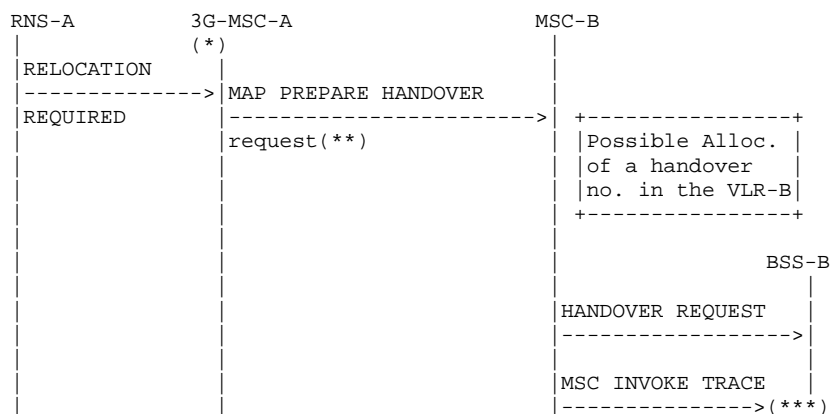 RNS-A 3G-MSC-A MSC-B
(*)
RELOCATION
MAP PREPARE HANDOVER
REQUIRED
request(**)
Possible Alloc.
of a handover
no. in the VLR-B
BSS-B
HANDOVER REQUEST
MSC INVOKE TRACE
(***)